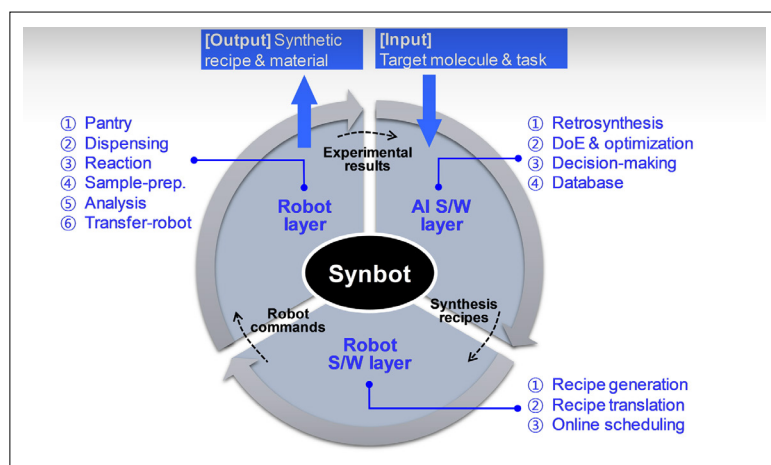 [Output] Synthetic
recipe & material
[Input]
Target molecule & task
① Pantry
② Dispensing
③ Reaction
④ Sample-prep.
⑤ Analysis
⑥ Transfer-robot
Experimental
results
① Retrosynthesis
② DoE & optimization
③ Decision-making
④ Database
Robot
layer
AI S/W
layer
Synbot
Robot
commands
Synthesis
recipes
Robot
S/W layer
① Recipe generation
② Recipe translation
③ Online scheduling